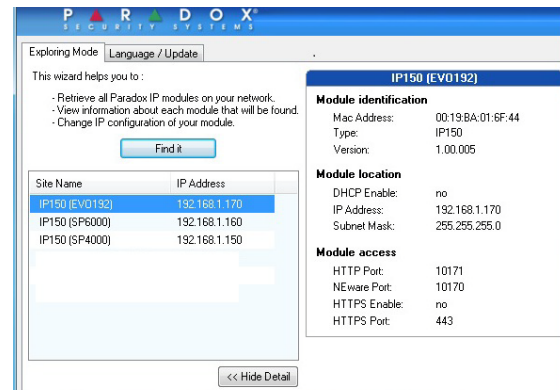 PARADOX
SECURITY SYSTEMS
Exploring Mode
Language / Update
This wizard helps you to :
- Retrieve all Paradox IP modules on your network.
- View information about each module that will be found.
- Change IP configuration of your module.
Find it
Site Name IP Address
IP150 (EVO192) 192.168.1.170
IP150 (SP6000) 192.168.1.160
IP150 (SP4000) 192.168.1.150
<< Hide Detail
IP150 (EVO192)
Module identification
Mac Address: 00:19:BA:01:6F:44
Type: IP150
Version: 1.00.005
Module location
DHCP Enable: no
IP Address: 192.168.1.170
Subnet Mask: 255.255.255.0
Module access
HTTP Port: 10171
NEware Port: 10170
HTTPS Enable: no
HTTPS Port: 443